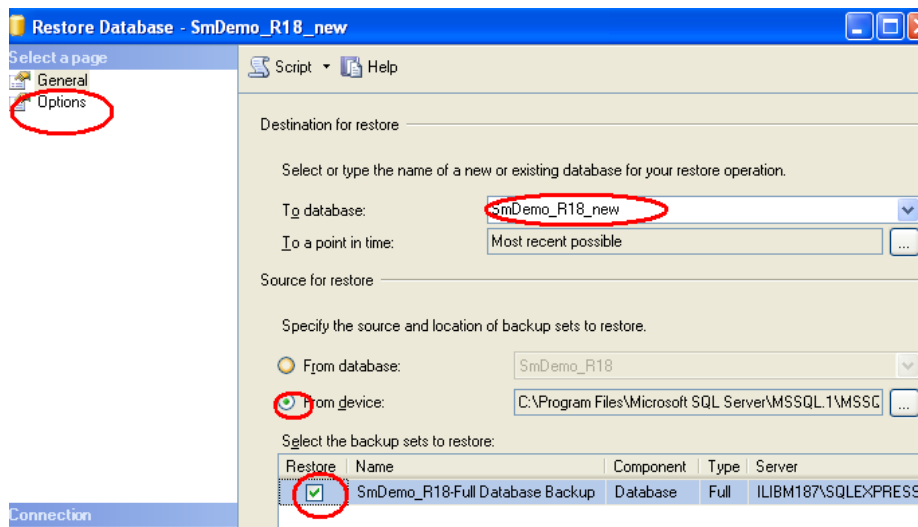 Restore Database - SmDemo_R18_new
Select a page
General
Options
Script
Help
Destination for restore
Select or type the name of a new or existing database for your restore operation.
To database:
SmDemo_R18_new
To a point in time:
Most recent possible
...
Source for restore
Specify the source and location of backup sets to restore.
From database:
SmDemo_R18
From device:
C:\Program Files\Microsoft SQL Server\MSSQL.1\MSSQ
...
Select the backup sets to restore:
Restore Name Component Type Server
SmDemo_R18-Full Database Backup Database Full ILIBM187\SQLEXPRESS
Connection